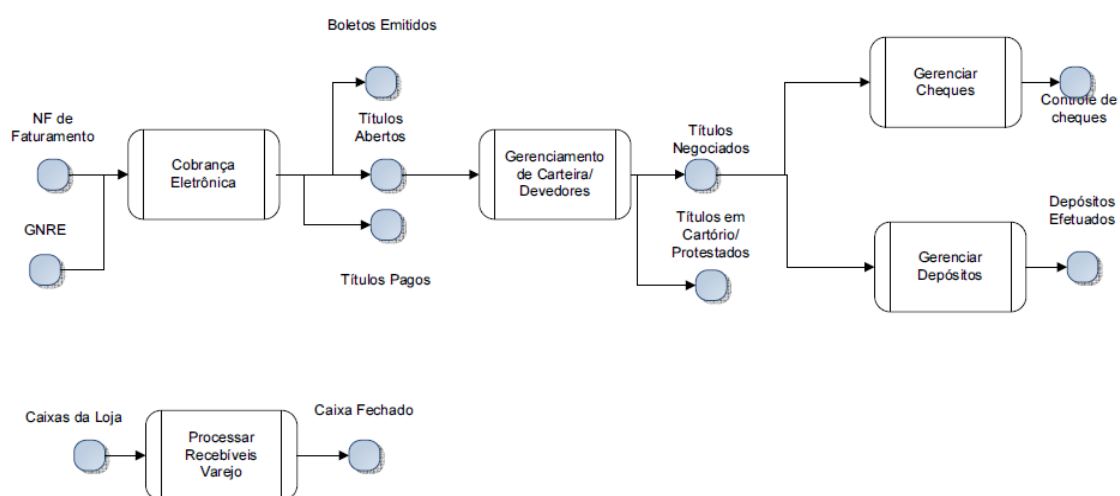 Boletos Emitidos
NF de
Faturamento
Cobrança
Eletrônica
GNRE
Títulos
Abertos
Títulos Pagos
Gerenciamento
de Carteira/
Devedores
Títulos
Negociados
Títulos em
Cartório/
Protestados
Gerenciar
Cheques
Controle de
cheques
Gerenciar
Depósitos
Depósitos
Efetuados
Caixas da Loja
Processar
Recebíveis
Varejo
Caixa Fechado